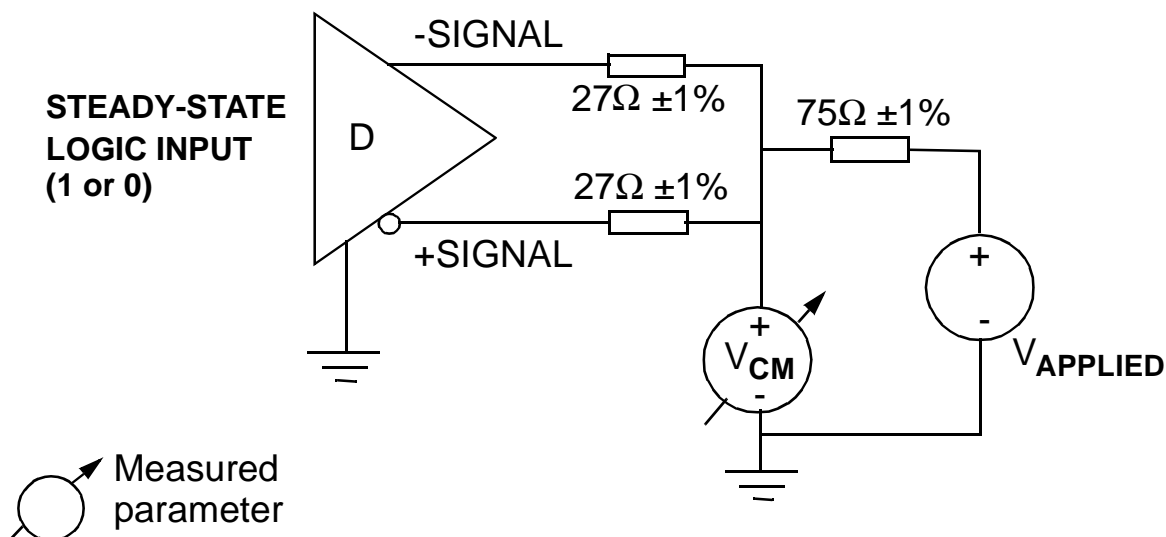 -SIGNAL
27Ω ±1%
STEADY-STATE
LOGIC INPUT
(1 or 0)
D
75Ω ±1%
27Ω ±1%
+SIGNAL
+
-
VAPPLIED
+
VCM
-
Measured
parameter